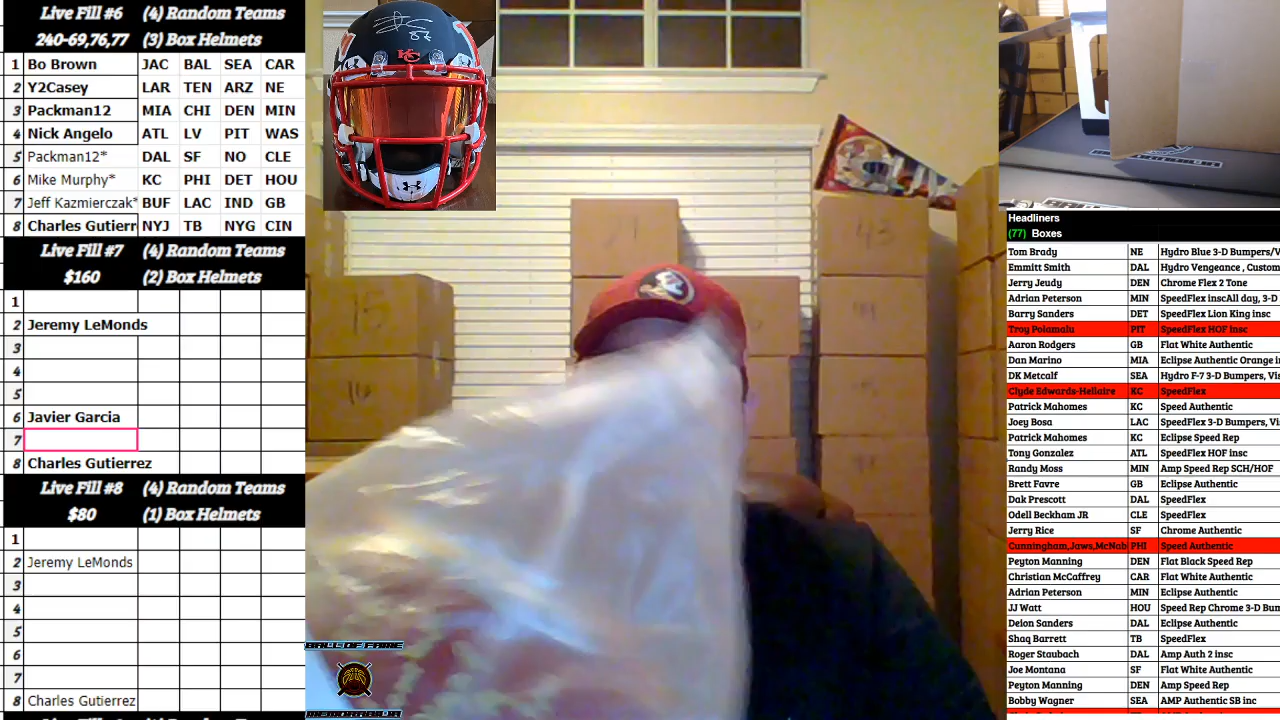 Live Fill #6 (4) Random Teams
240-69,76,77 (3) Box Helmets
1 Bo Brown JAC BAL SEA CAR
2 Y2Casey LAR TEN ARZ NE
3 Packman12 MIA CHI DEN MIN
4 Nick Angelo ATL LV PIT WAS
5 Packman12* DAL SF NO CLE
6 Mike Murphy* KC PHI DET HOU
7 Jeff Kazmierczak* BUF LAC IND GB
8 Charles Gutierr NYJ TB NYG CIN
Live Fill #7 (4) Random Teams
$160 (2) Box Helmets
1
2 Jeremy LeMonds
3
4
5
6 Javier Garcia
7
8 Charles Gutierrez
Live Fill #8 (4) Random Teams
$80 (1) Box Helmets
1
2 Jeremy LeMonds
3
4
5
6
7
8 Charles Gutierrez
87
KC
15
43
BALL OF FAME
MEMORABILIA
Headliners
(77) Boxes
Tom Brady NE Hydro Blue 3-D Bumpers/V
Emmitt Smith DAL Hydro Vengeance , Custom
Jerry Jeudy DEN Chrome Flex 2 Tone
Adrian Peterson MIN SpeedFlex inscAll day, 3-D
Barry Sanders DET SpeedFlex Lion King insc
Troy Polamalu PIT SpeedFlex HOF insc
Aaron Rodgers GB Flat White Authentic
Dan Marino MIA Eclipse Authentic Orange in
DK Metcalf SEA Hydro F-7 3-D Bumpers, Vis
Clyde Edwards-Hellaire KC SpeedFlex
Patrick Mahomes KC Speed Authentic
Joey Bosa LAC SpeedFlex 3-D Bumpers, Vi
Patrick Mahomes KC Eclipse Speed Rep
Tony Gonzalez ATL SpeedFlex HOF insc
Randy Moss MIN Amp Speed Rep SCH/HOF
Brett Favre GB Eclipse Authentic
Dak Prescott DAL SpeedFlex
Odell Beckham JR CLE SpeedFlex
Jerry Rice SF Chrome Authentic
Cunningham,Jaws,McNab PHI Speed Authentic
Peyton Manning DEN Flat Black Speed Rep
Christian McCaffrey CAR Flat White Authentic
Adrian Peterson MIN Eclipse Authentic
JJ Watt HOU Speed Rep Chrome 3-D Bum
Deion Sanders DAL Eclipse Authentic
Shaq Barrett TB SpeedFlex
Roger Staubach DAL Amp Auth 2 insc
Joe Montana SF Flat White Authentic
Peyton Manning DEN Amp Speed Rep
Bobby Wagner SEA AMP Authentic SB insc